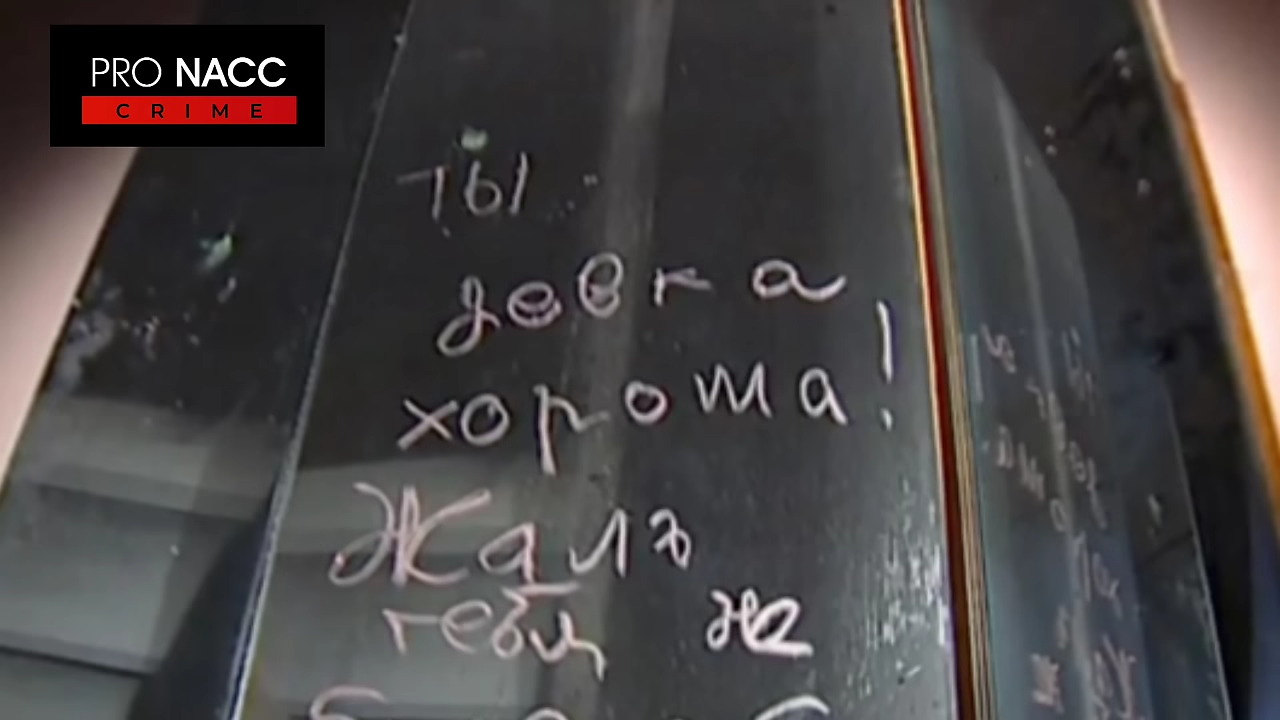 PRO NACC
CRIME
ты
девка
хороша!
Жаль
тебя не